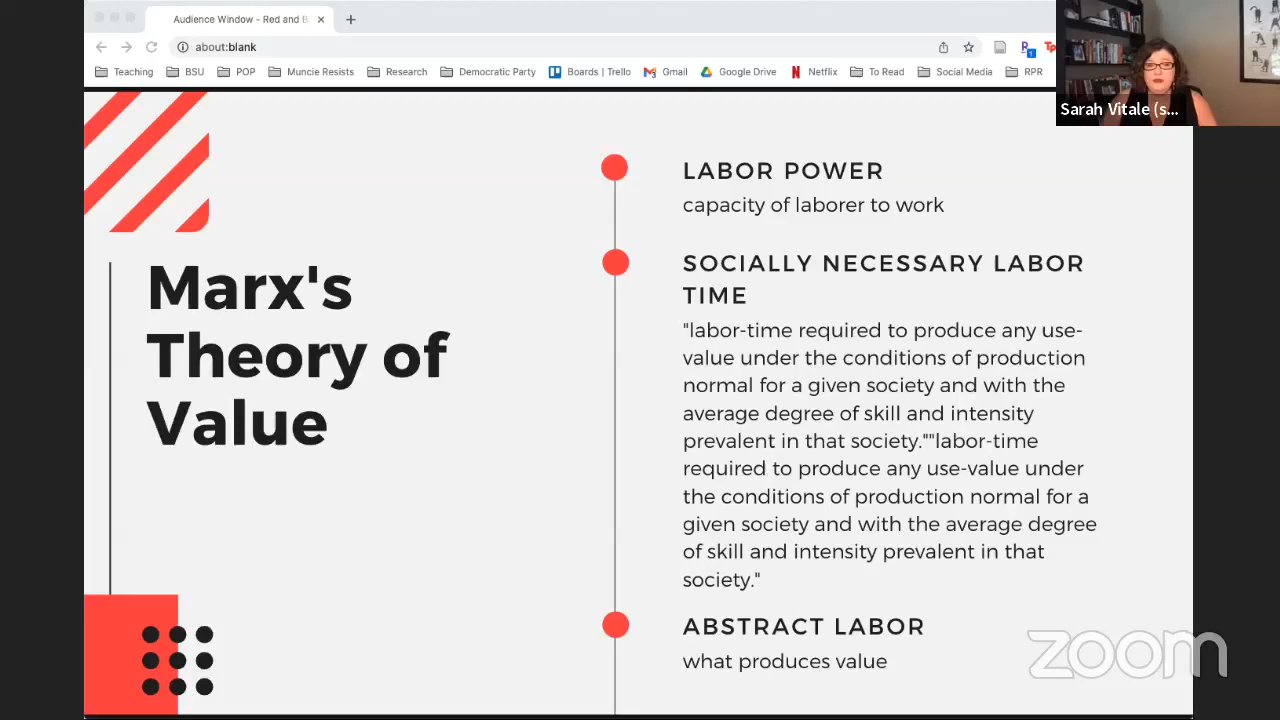 Audience Window - Red and B
about:blank
Teaching BSU POP Muncie Resists Research Democratic Party Boards | Trello Gmail Google Drive Netflix To Read Social Media RPR
Sarah Vitale (s...
Marx's
Theory of
Value
LABOR POWER
capacity of laborer to work
SOCIALLY NECESSARY LABOR
TIME
"labor-time required to produce any use-
value under the conditions of production
normal for a given society and with the
average degree of skill and intensity
prevalent in that society.""labor-time
required to produce any use-value under
the conditions of production normal for a
given society and with the average degree
of skill and intensity prevalent in that
society."
ABSTRACT LABOR
what produces value
zoom